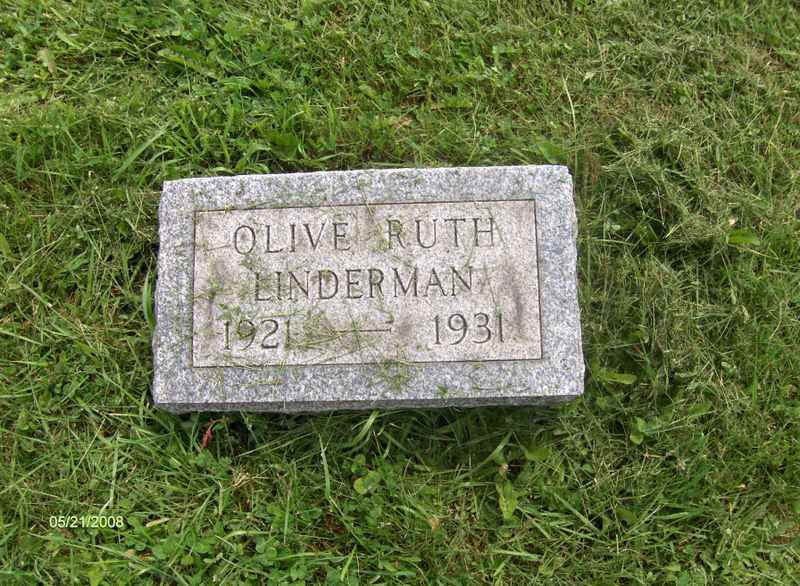 OLIVE RUTH
LINDERMAN
1921 — 1931
05/21/2008